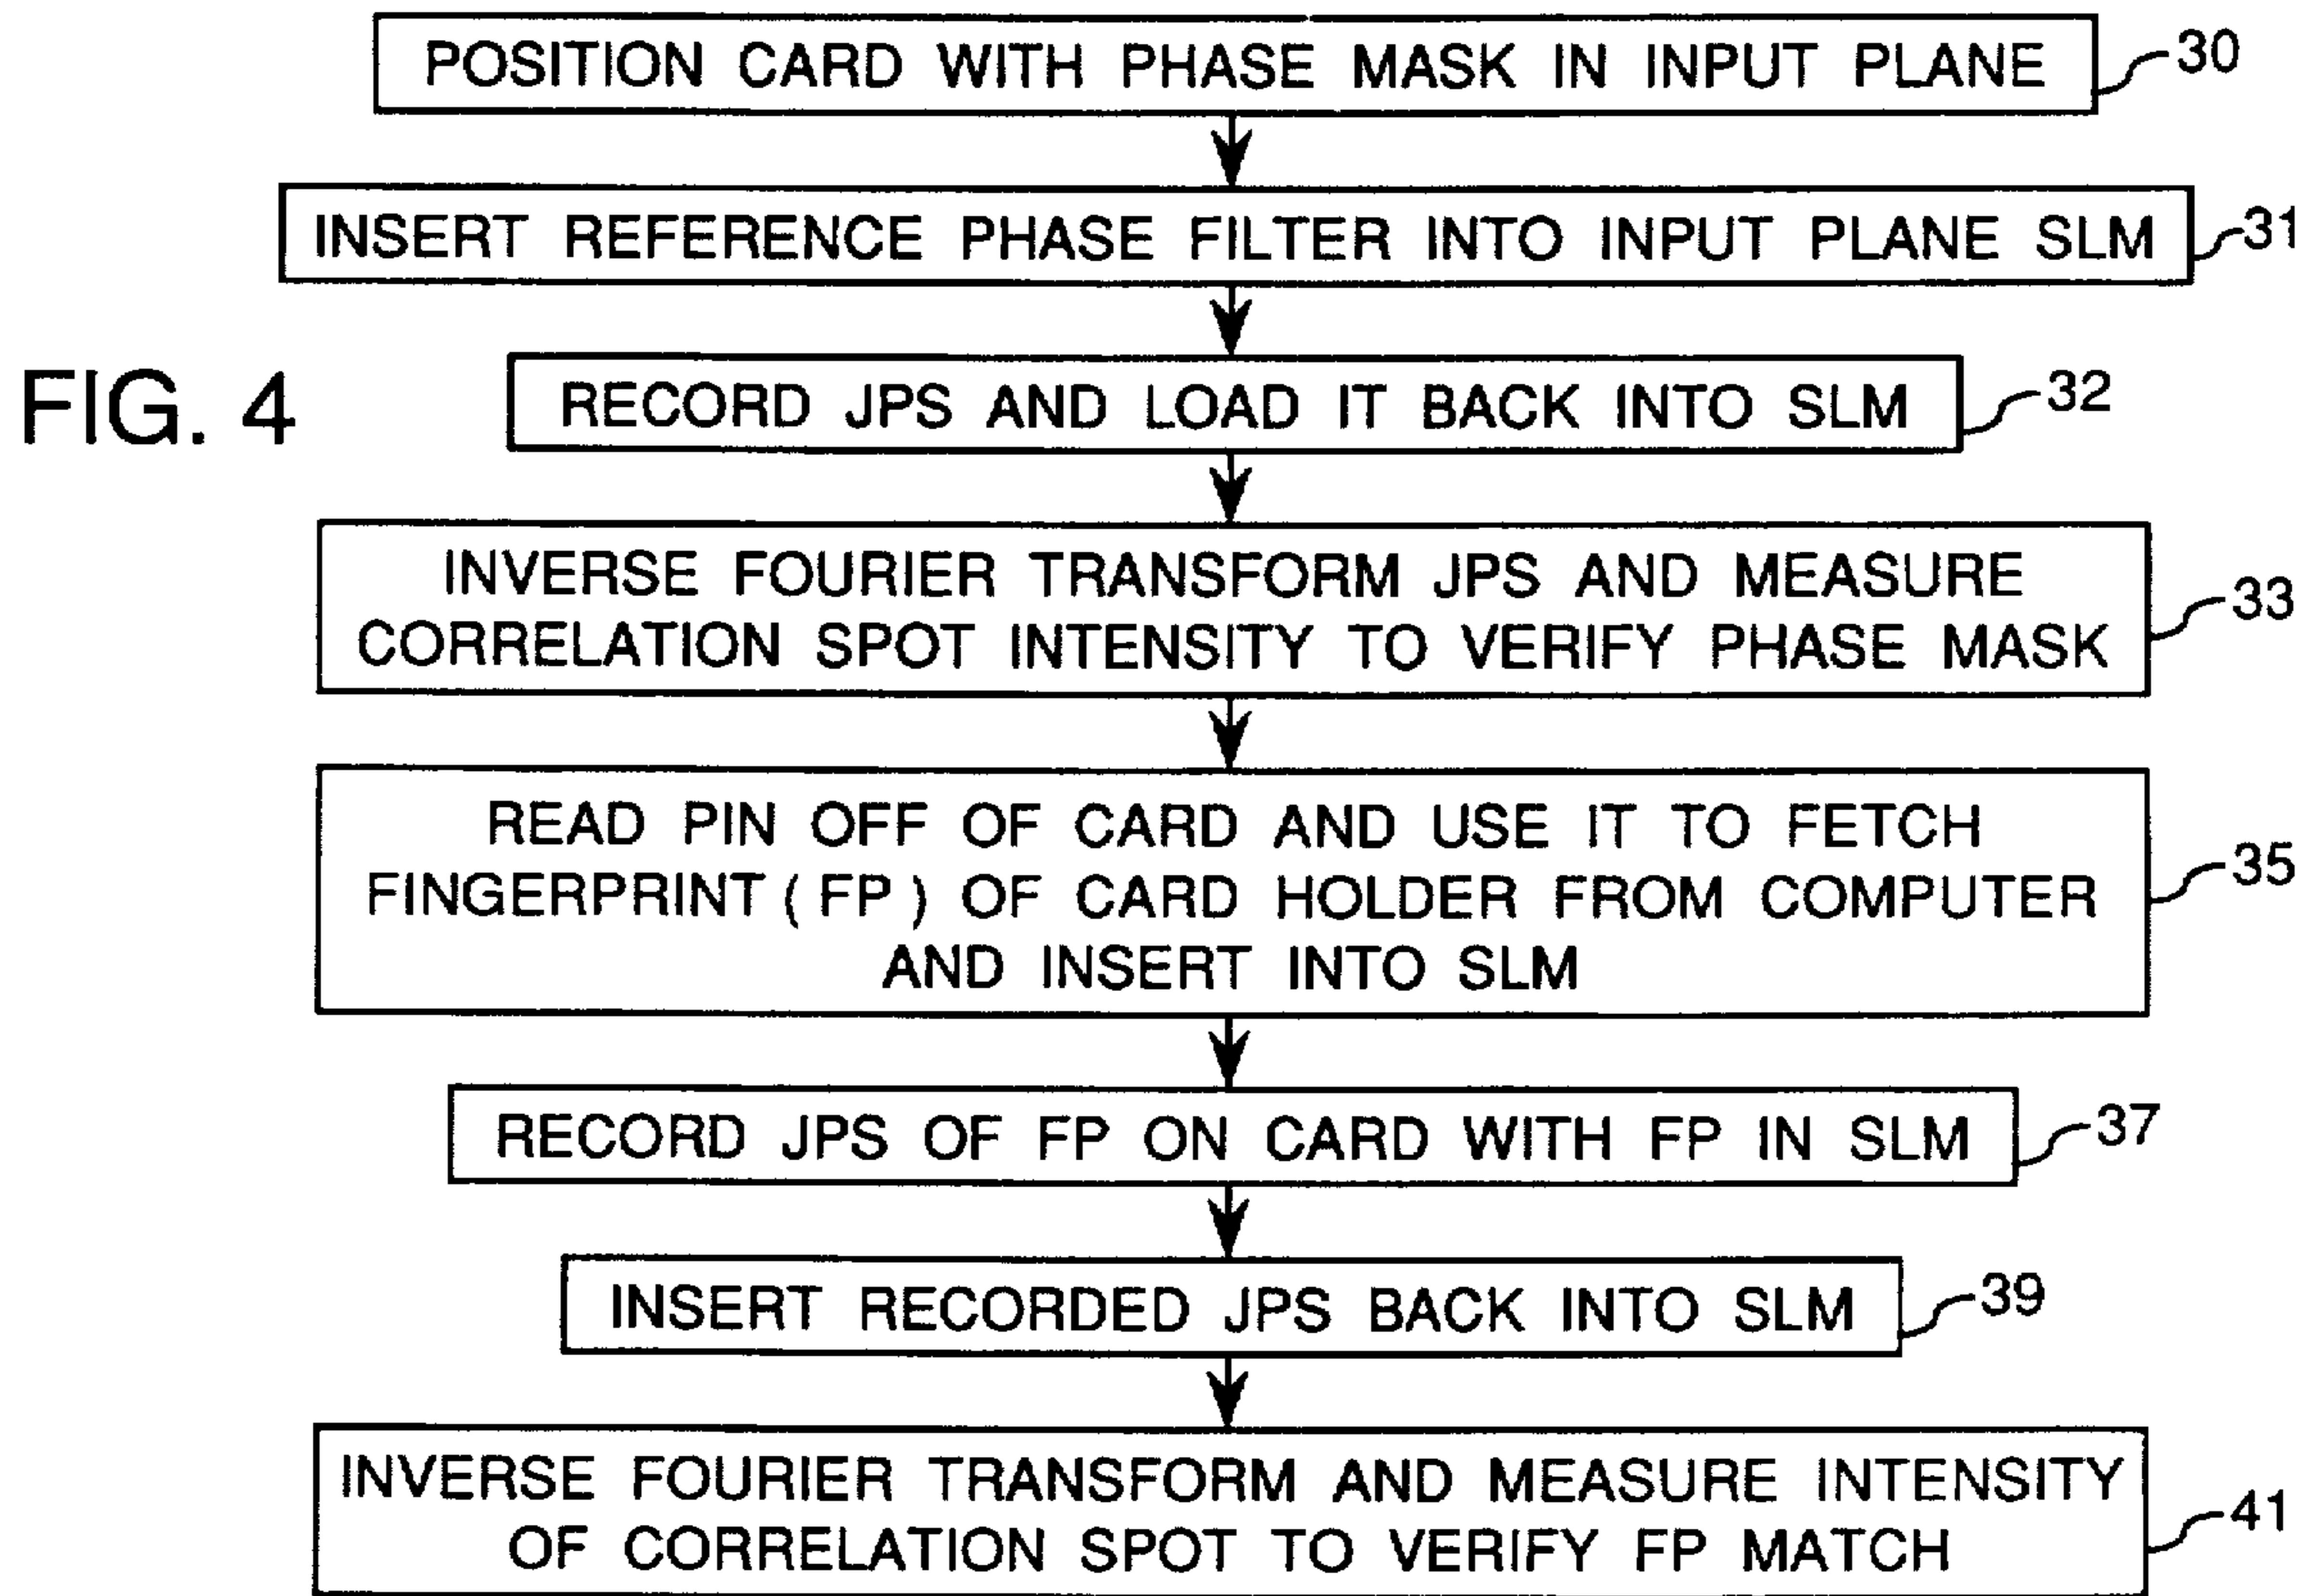 POSITION CARD WITH PHASE MASK IN INPUT PLANE
30
INSERT REFERENCE PHASE FILTER INTO INPUT PLANE SLM
31
FIG. 4
RECORD JPS AND LOAD IT BACK INTO SLM
32
INVERSE FOURIER TRANSFORM JPS AND MEASURE
CORRELATION SPOT INTENSITY TO VERIFY PHASE MASK
33
READ PIN OFF OF CARD AND USE IT TO FETCH
FINGERPRINT (FP) OF CARD HOLDER FROM COMPUTER
AND INSERT INTO SLM
35
RECORD JPS OF FP ON CARD WITH FP IN SLM
37
INSERT RECORDED JPS BACK INTO SLM
39
INVERSE FOURIER TRANSFORM AND MEASURE INTENSITY
OF CORRELATION SPOT TO VERIFY FP MATCH
41